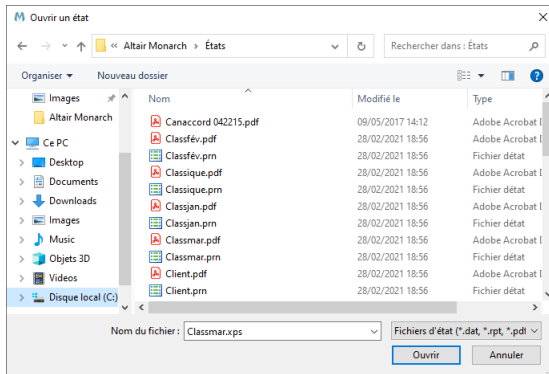 Ouvrir un état
« Altair Monarch > États
Rechercher dans : États
Organiser
Nouveau dossier
Images
Altair Monarch
Ce PC
Desktop
Documents
Downloads
Images
Music
Objets 3D
Videos
Disque local (C:)
Nom Modifié le Type
Canaccord 042215.pdf 09/05/2017 14:12 Adobe Acrobat
Classfév.pdf 28/02/2021 18:56 Adobe Acrobat
Classfév.prn 28/02/2021 18:56 Fichier détat
Classique.pdf 28/02/2021 18:56 Adobe Acrobat
Classique.prn 28/02/2021 18:56 Fichier détat
Classjan.pdf 28/02/2021 18:56 Adobe Acrobat
Classjan.prn 28/02/2021 18:56 Fichier détat
Classmar.pdf 28/02/2021 18:56 Adobe Acrobat
Classmar.prn 28/02/2021 18:56 Fichier détat
Client.pdf 28/02/2021 18:56 Adobe Acrobat
Client.prn 28/02/2021 18:56 Fichier détat
Nom du fichier : Classmar.xps
Fichiers d'état (*.dat, *.rpt, *.pdf
Ouvrir
Annuler